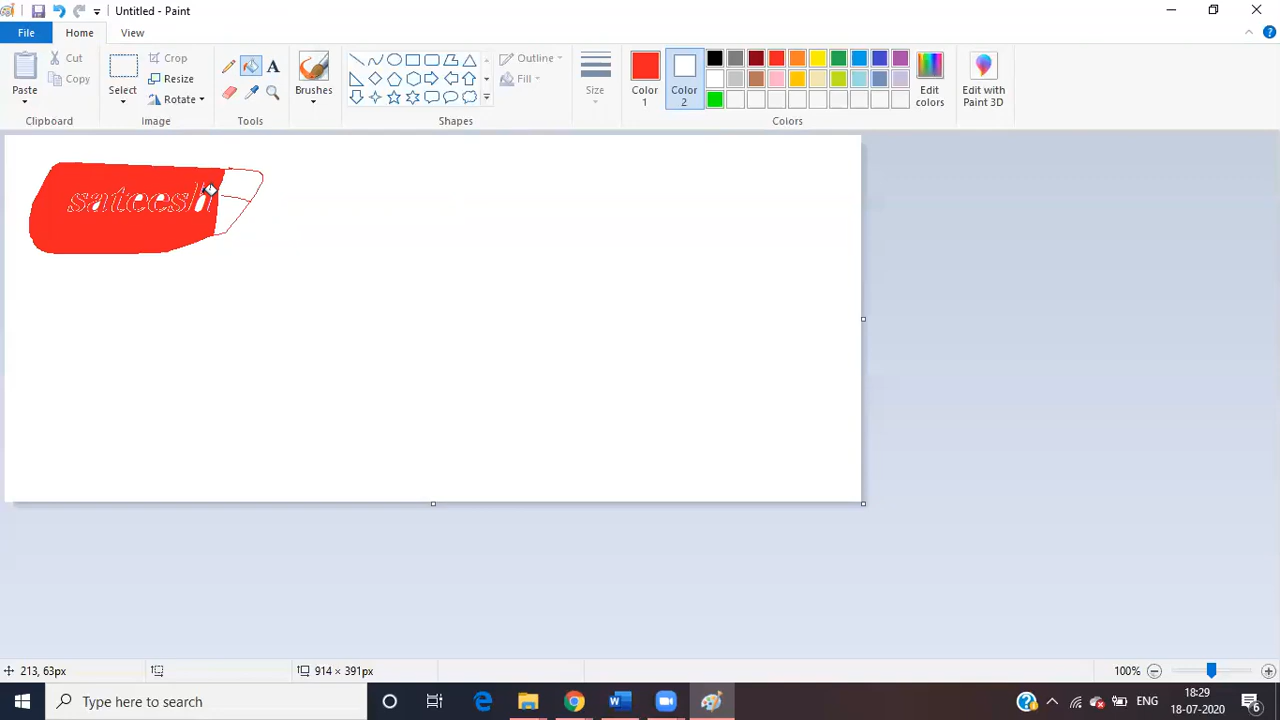 Untitled - Paint
File
Home
View
Paste
Cut
Copy
Clipboard
Select
Crop
Resize
Rotate
Image
A
Tools
Brushes
Shapes
Outline
Fill
Size
Color 1
Color 2
Colors
Edit colors
Edit with Paint 3D
sateesh
213, 63px
914 × 391px
100%
Type here to search
ENG
18:29
18-07-2020
6